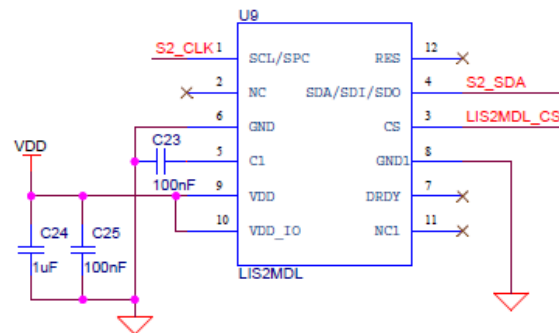 U9
S2_CLK 1 SCL/SPC RES 12
2 NC SDA/SDI/SDO 4 S2_SDA
6 GND CS 3 LIS2MDL_CS
C23 5 C1 GND1 8
100nF
VDD 9 VDD DRDY 7
10 VDD_IO NC1 11
C24 C25
1uF 100nF
LIS2MDL